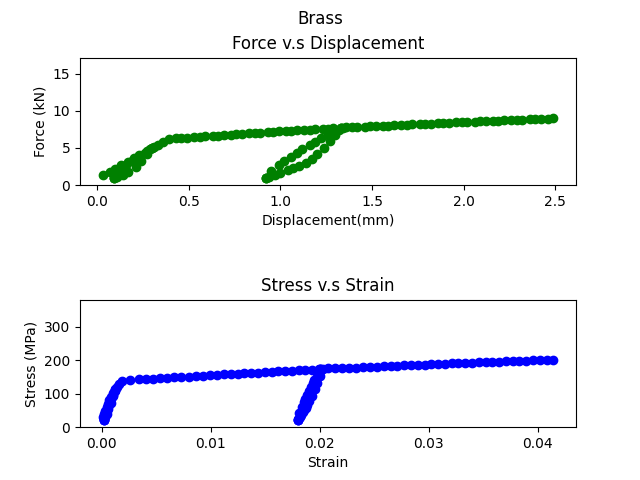 Brass
Force v.s Displacement
Force (kN)
15
10
5
0
0.0 0.5 1.0 1.5 2.0 2.5
Displacement(mm)
Stress v.s Strain
Stress (MPa)
300
200
100
0
0.00 0.01 0.02 0.03 0.04
Strain